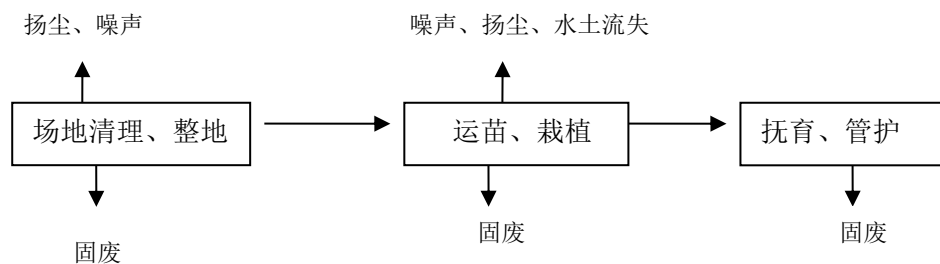 扬尘、噪声
噪声、扬尘、水土流失
场地清理、整地
运苗、栽植
抚育、管护
固废
固废
固废